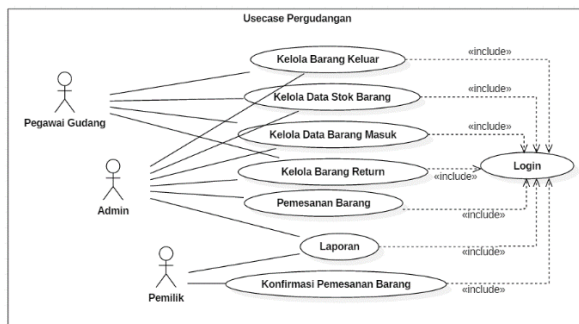 Usecase Pergudangan
Kelola Barang Keluar
«include»
Pegawai Gudang
Kelola Data Stok Barang
«include»
Kelola Data Barang Masuk
«include»
Login
Kelola Barang Return
«include»
Admin
Pemesanan Barang
«include»
Laporan
«include»
Pemilik
Konfirmasi Pemesanan Barang
«include»